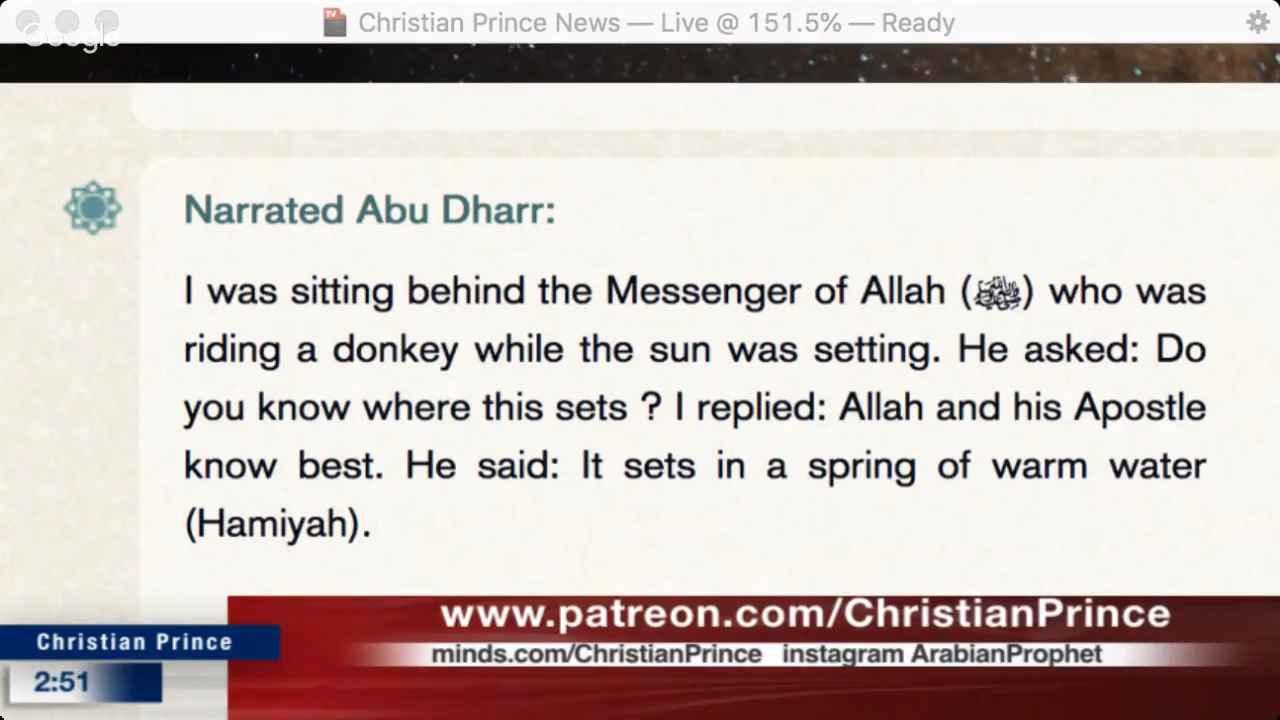 Christian Prince News — Live @ 151.5% — Ready
Google
Narrated Abu Dharr:
I was sitting behind the Messenger of Allah (ﷺ) who was
riding a donkey while the sun was setting. He asked: Do
you know where this sets ? I replied: Allah and his Apostle
know best. He said: It sets in a spring of warm water
(Hamiyah).
www.patreon.com/ChristianPrince
Christian Prince
minds.com/ChristianPrince instagram ArabianProphet
2:51